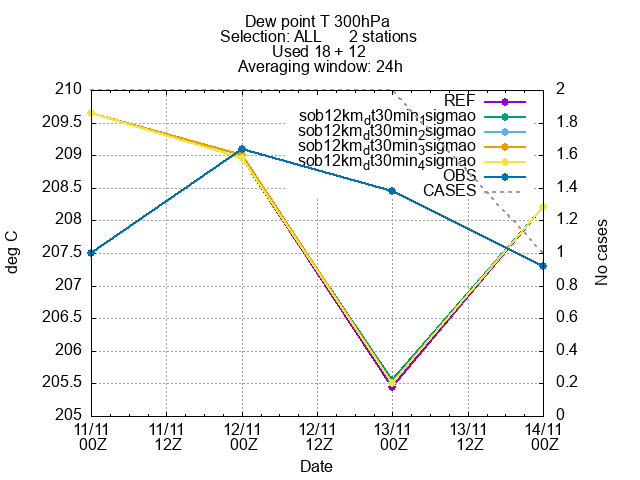 Dew point T 300hPa
Selection: ALL 2 stations
Used 18 + 12
Averaging window: 24h
210 2
REF
209.5 1.8
sob12km_dt30min_1sigmao
sob12km_dt30min_2sigmao
209 1.6
sob12km_dt30min_3sigmao
sob12km_dt30min_4sigmao
OBS
208.5 1.4
CASES
208 1.2
207.5 1
207 0.8
206.5 0.6
206 0.4
205.5 0.2
205 0
deg C
No cases
11/11 11/11 12/11 12/11 13/11 13/11 14/11
00Z 12Z 00Z 12Z 00Z 12Z 00Z
Date